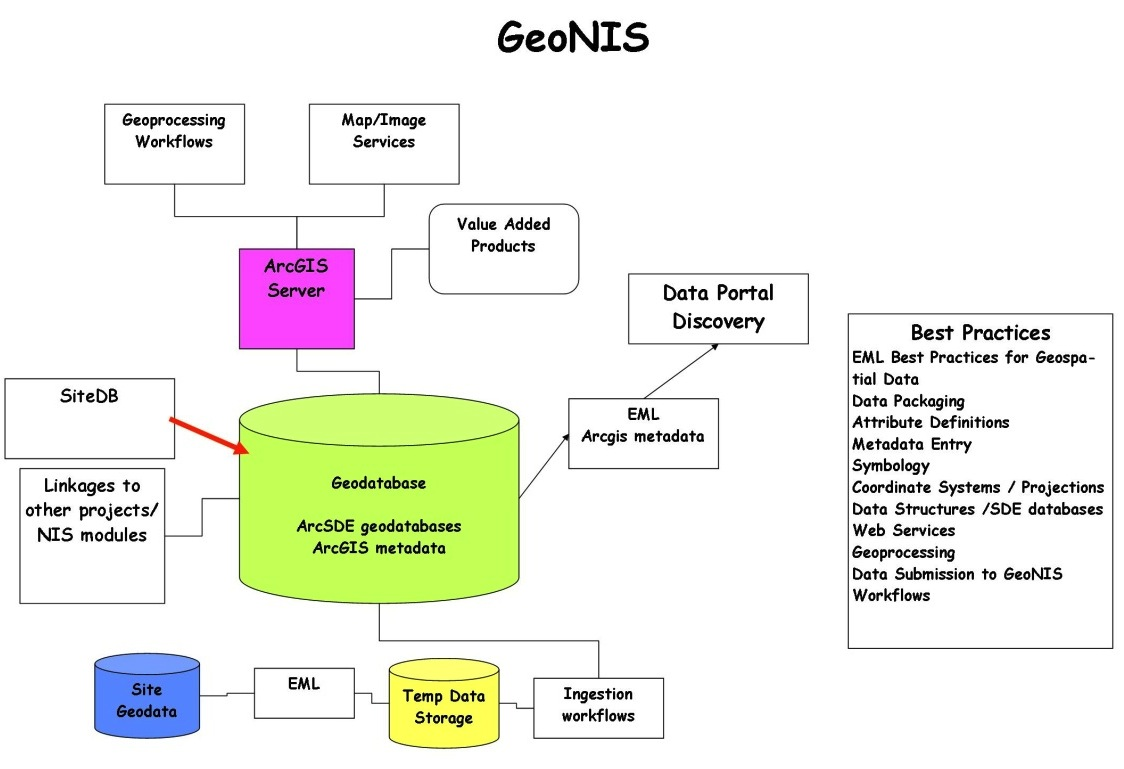 GeoNIS
Geoprocessing
Workflows
Map/Image
Services
Value Added
Products
ArcGIS
Server
Data Portal
Discovery
SiteDB
EML
Arcgis metadata
Linkages to
other projects/
NIS modules
Geodatabase
ArcSDE geodatabases
ArcGIS metadata
Site
Geodata
EML
Temp Data
Storage
Ingestion
workflows
Best Practices
EML Best Practices for Geospa-
tial Data
Data Packaging
Attribute Definitions
Metadata Entry
Symbology
Coordinate Systems / Projections
Data Structures /SDE databases
Web Services
Geoprocessing
Data Submission to GeoNIS
Workflows